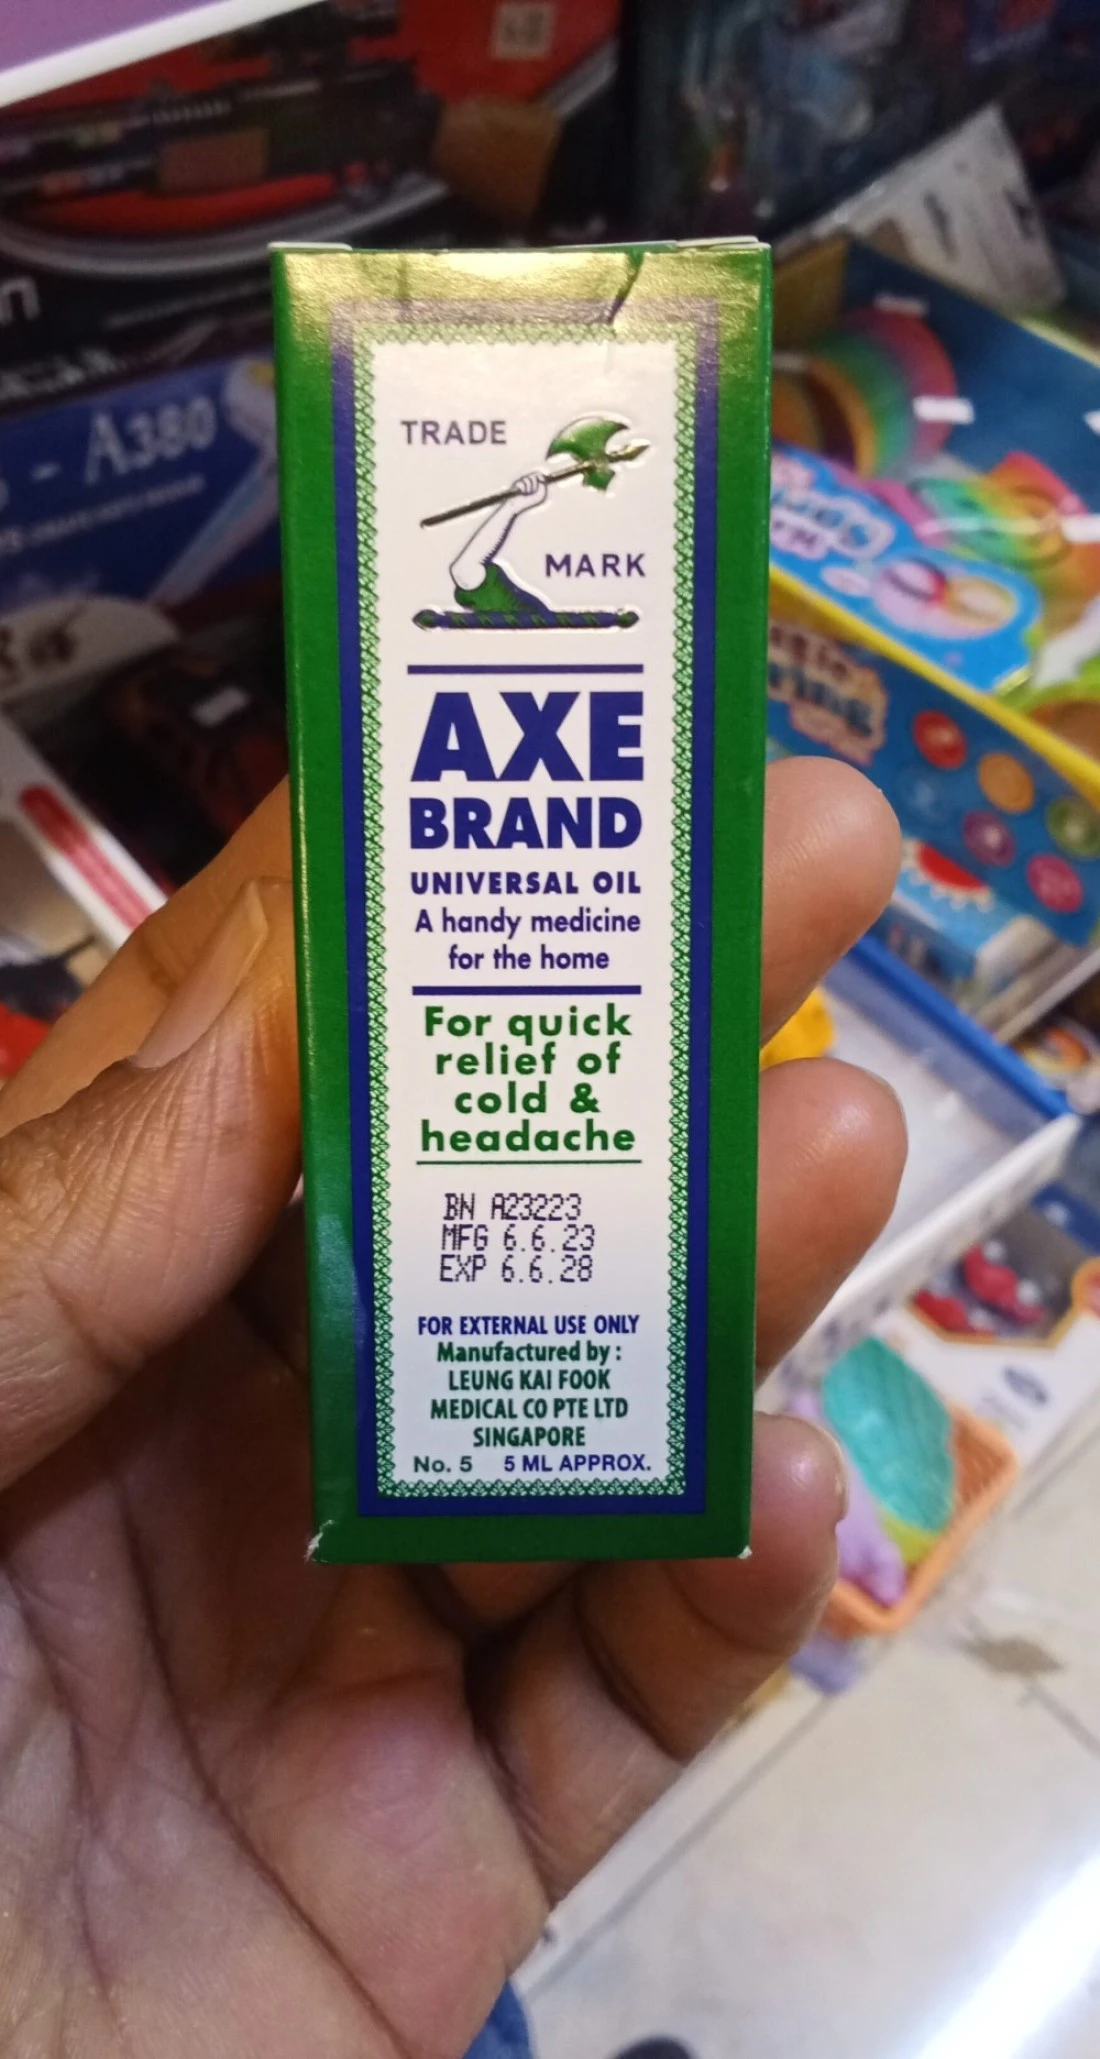 TRADE
MARK
AXE
BRAND
UNIVERSAL OIL
A handy medicine
for the home
For quick
relief of
cold &
headache
BN A23223
MFG 6.6.23
EXP 6.6.28
FOR EXTERNAL USE ONLY
Manufactured by :
LEUNG KAI FOOK
MEDICAL CO PTE LTD
SINGAPORE
No. 5 5 ML APPROX.
- A380